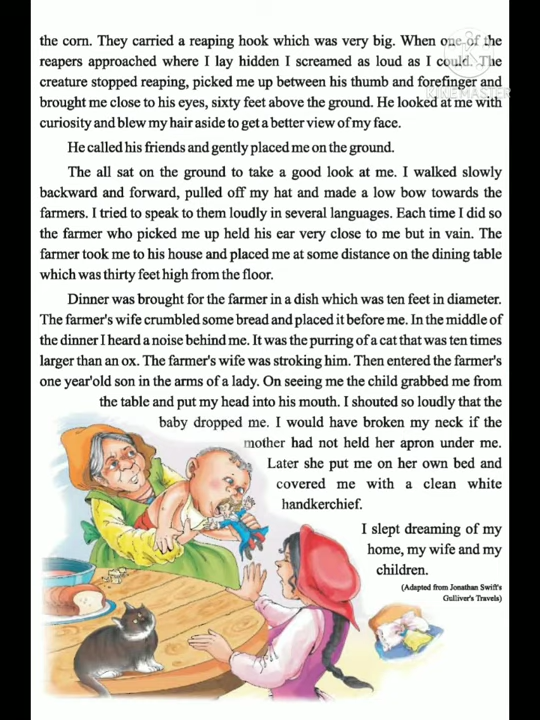 the corn. They carried a reaping hook which was very big. When one of the
reapers approached where I lay hidden I screamed as loud as I could. The
creature stopped reaping, picked me up between his thumb and forefinger and
brought me close to his eyes, sixty feet above the ground. He looked at me with
curiosity and blew my hair aside to get a better view of my face.
He called his friends and gently placed me on the ground.
The all sat on the ground to take a good look at me. I walked slowly
backward and forward, pulled off my hat and made a low bow towards the
farmers. I tried to speak to them loudly in several languages. Each time I did so
the farmer who picked me up held his ear very close to me but in vain. The
farmer took me to his house and placed me at some distance on the dining table
which was thirty feet high from the floor.
Dinner was brought for the farmer in a dish which was ten feet in diameter.
The farmer's wife crumbled some bread and placed it before me. In the middle of
the dinner I heard a noise behind me. It was the purring of a cat that was ten times
larger than an ox. The farmer's wife was stroking him. Then entered the farmer's
one year'old son in the arms of a lady. On seeing me the child grabbed me from
the table and put my head into his mouth. I shouted so loudly that the
baby dropped me. I would have broken my neck if the
mother had not held her apron under me.
Later she put me on her own bed and
covered me with a clean white
handkerchief.
I slept dreaming of my
home, my wife and my
children.
(Adapted from Jonathan Swift's
Gulliver's Travels)
KINEMASTER